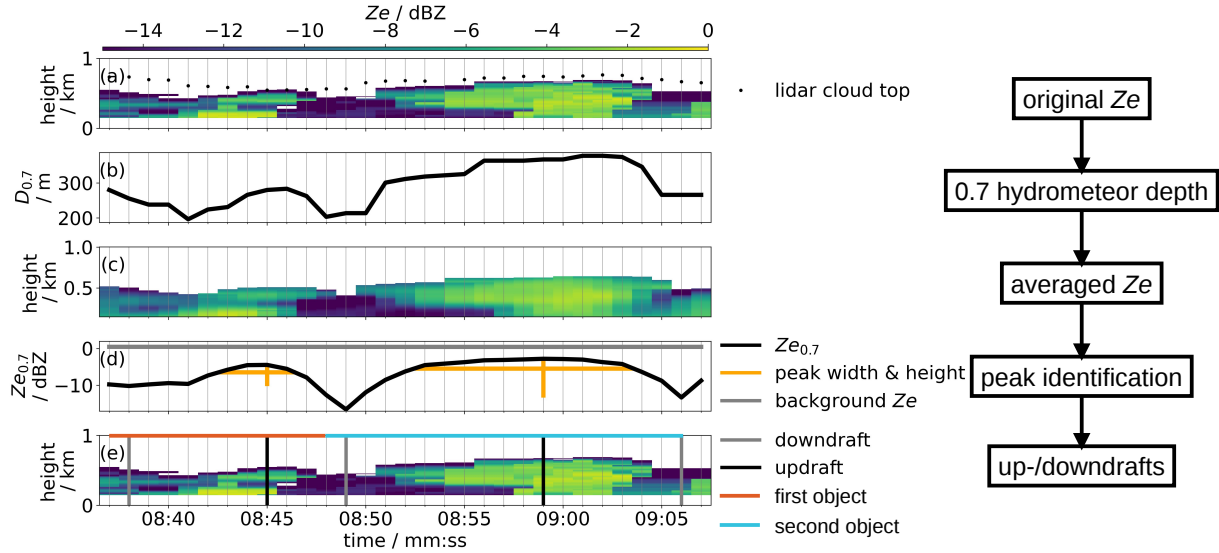 Ze / dBZ
−14 −12 −10 −8 −6 −4 −2 0
(a)
height
/ km
1
0
lidar cloud top
(b)
D0.7
/ m
300
200
(c)
height
/ km
1.0
0.5
(d)
Ze0.7
/ dBZ
0
−10
Ze0.7
peak width & height
background Ze
(e)
height
/ km
1
0
downdraft
updraft
first object
second object
08:40 08:45 08:50 08:55 09:00 09:05
time / mm:ss
original Ze
0.7 hydrometeor depth
averaged Ze
peak identification
up-/downdrafts